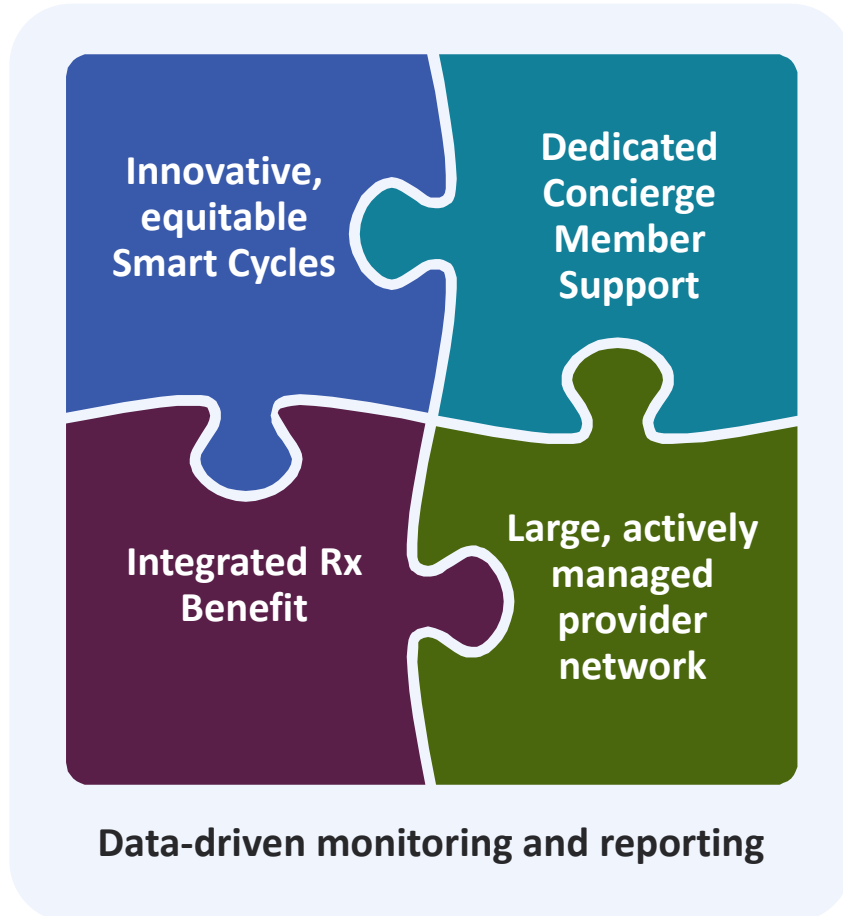 Innovative,
equitable
Smart Cycles
Dedicated
Concierge
Member
Support
Integrated Rx
Benefit
Large, actively
managed
provider
network
Data-driven monitoring and reporting